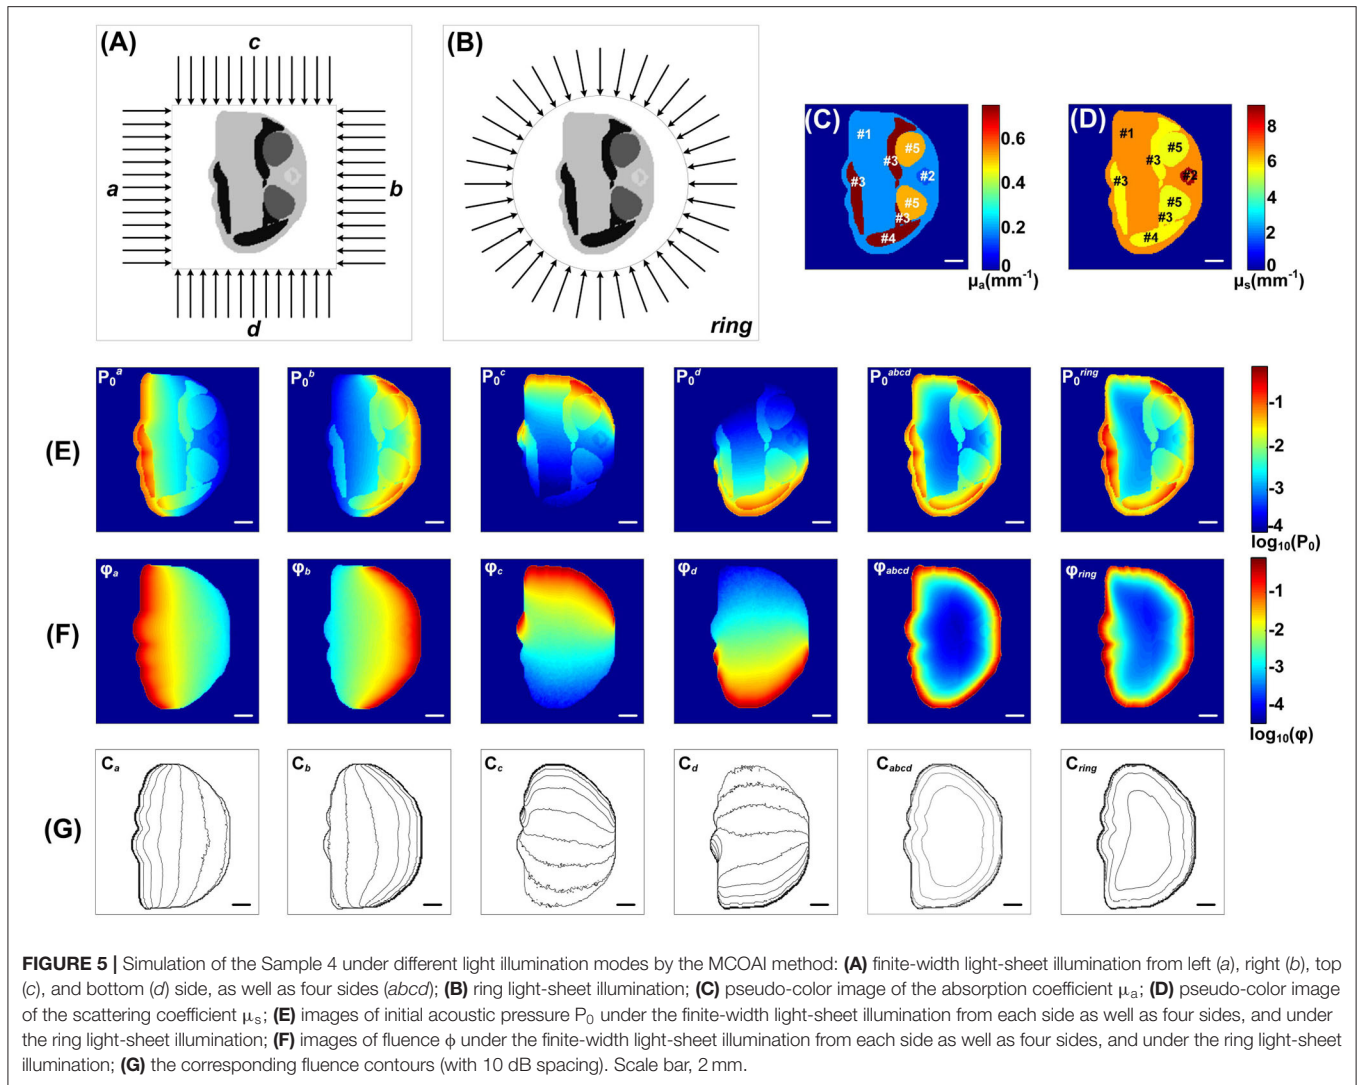 (A)
c
a
b
d
(B)
ring
(C)
#1
#5
#3
#3
#2
#5
#3
#4
0.6
0.4
0.2
0
μₐ(mm⁻¹)
(D)
#1
#5
#3
#3
#2
#5
#3
#4
8
6
4
2
0
μₛ(mm⁻¹)
(E)
P₀ᵃ
P₀ᵇ
P₀ᶜ
P₀ᵈ
P₀ᵃᵇᶜᵈ
P₀ʳⁱⁿᵍ
-1
-2
-3
-4
log₁₀(P₀)
(F)
φa
φb
φc
φd
φabcd
φring
-1
-2
-3
-4
log₁₀(φ)
(G)
Ca
Cb
Cc
Cd
Cabcd
Cring
FIGURE 5 | Simulation of the Sample 4 under different light illumination modes by the MCOAI method: (A) finite-width light-sheet illumination from left (a), right (b), top
(c), and bottom (d) side, as well as four sides (abcd); (B) ring light-sheet illumination; (C) pseudo-color image of the absorption coefficient μₐ; (D) pseudo-color image
of the scattering coefficient μₛ; (E) images of initial acoustic pressure P₀ under the finite-width light-sheet illumination from each side as well as four sides, and under
the ring light-sheet illumination; (F) images of fluence ϕ under the finite-width light-sheet illumination from each side as well as four sides, and under the ring light-sheet
illumination; (G) the corresponding fluence contours (with 10 dB spacing). Scale bar, 2 mm.